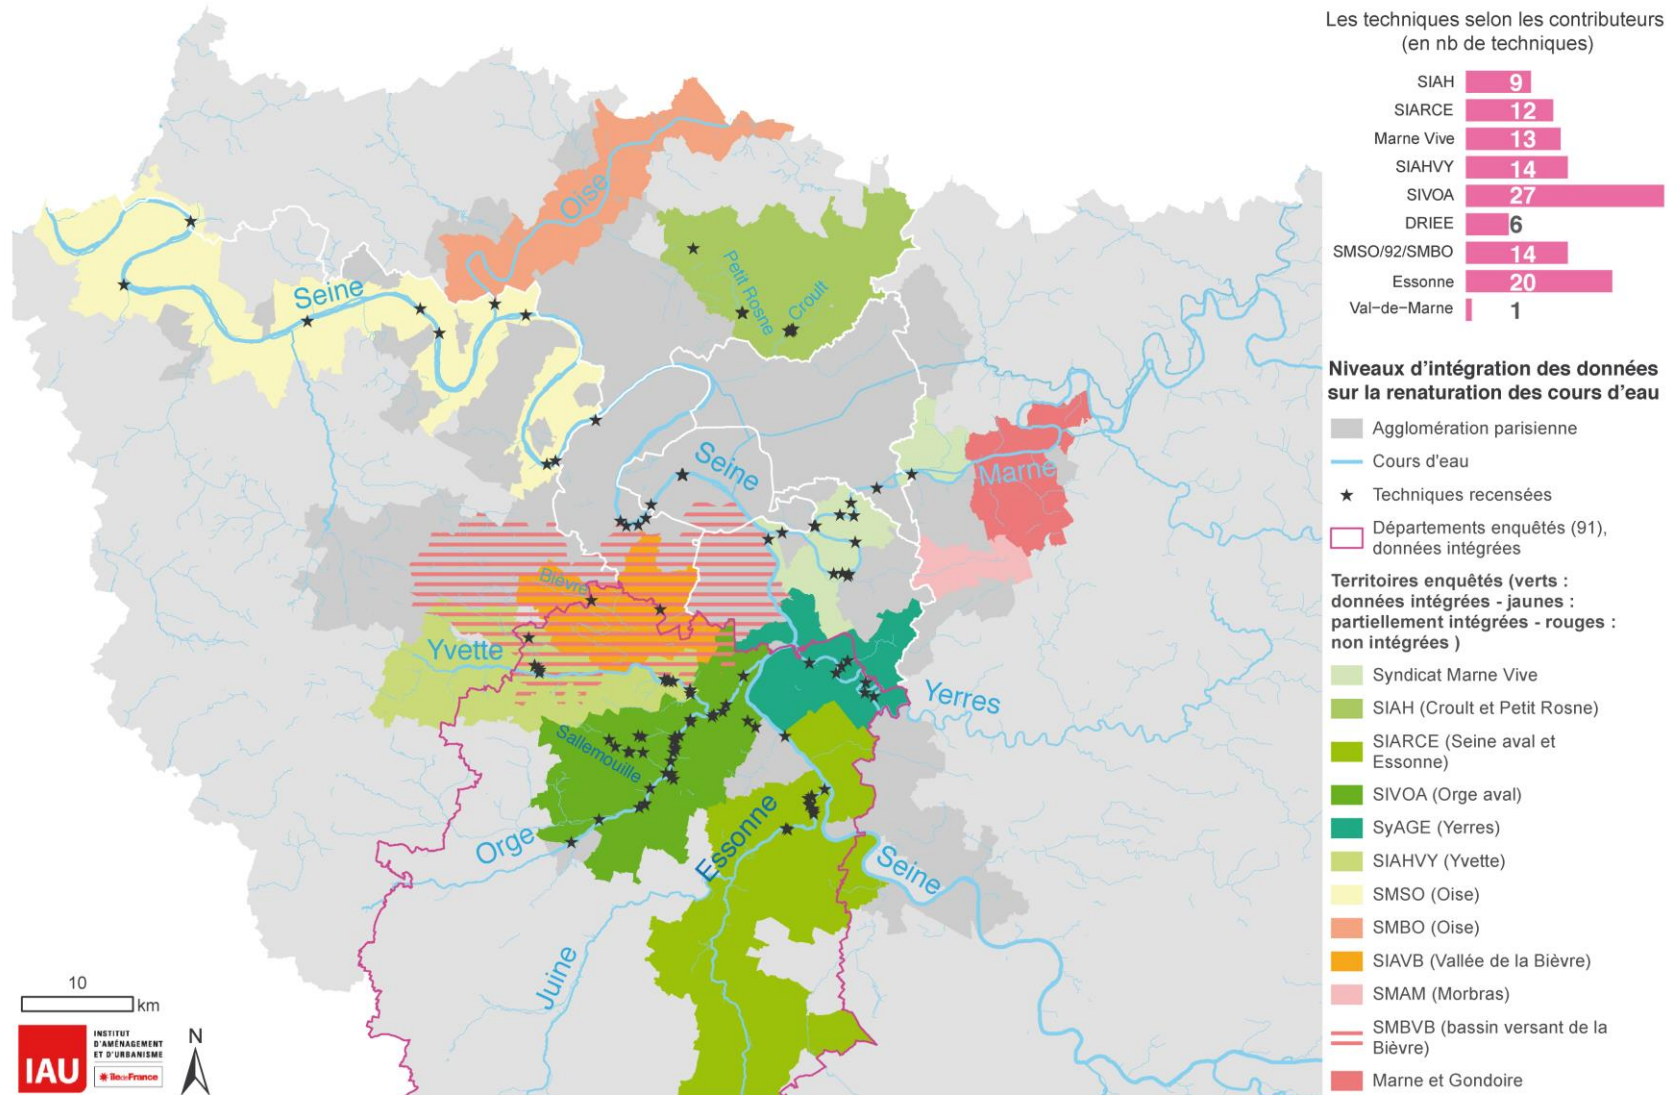 Les techniques selon les contributeurs
(en nb de techniques)
SIAH 9
SIARCE 12
Marne Vive 13
SIAHVY 14
SIVOA 27
DRIEE 6
SMSO/92/SMBO 14
Essonne 20
Val-de-Marne 1
Niveaux d'intégration des données
sur la renaturation des cours d'eau
Agglomération parisienne
Cours d'eau
Techniques recensées
Départements enquêtés (91),
données intégrées
Territoires enquêtés (verts :
données intégrées - jaunes :
partiellement intégrées - rouges :
non intégrées )
Syndicat Marne Vive
SIAH (Croult et Petit Rosne)
SIARCE (Seine aval et
Essonne)
SIVOA (Orge aval)
SyAGE (Yerres)
SIAHVY (Yvette)
SMSO (Oise)
SMBO (Oise)
SIAVB (Vallée de la Bièvre)
SMAM (Morbras)
SMBVB (bassin versant de la
Bièvre)
Marne et Gondoire
Oise
Seine
Petit Rosne
Croult
Seine
Marne
Bièvre
Yvette
Yerres
Sallemouille
Orge
Essonne
Seine
Juine
10
km
IAU
INSTITUT
D'AMÉNAGEMENT
ET D'URBANISME
îledeFrance
N